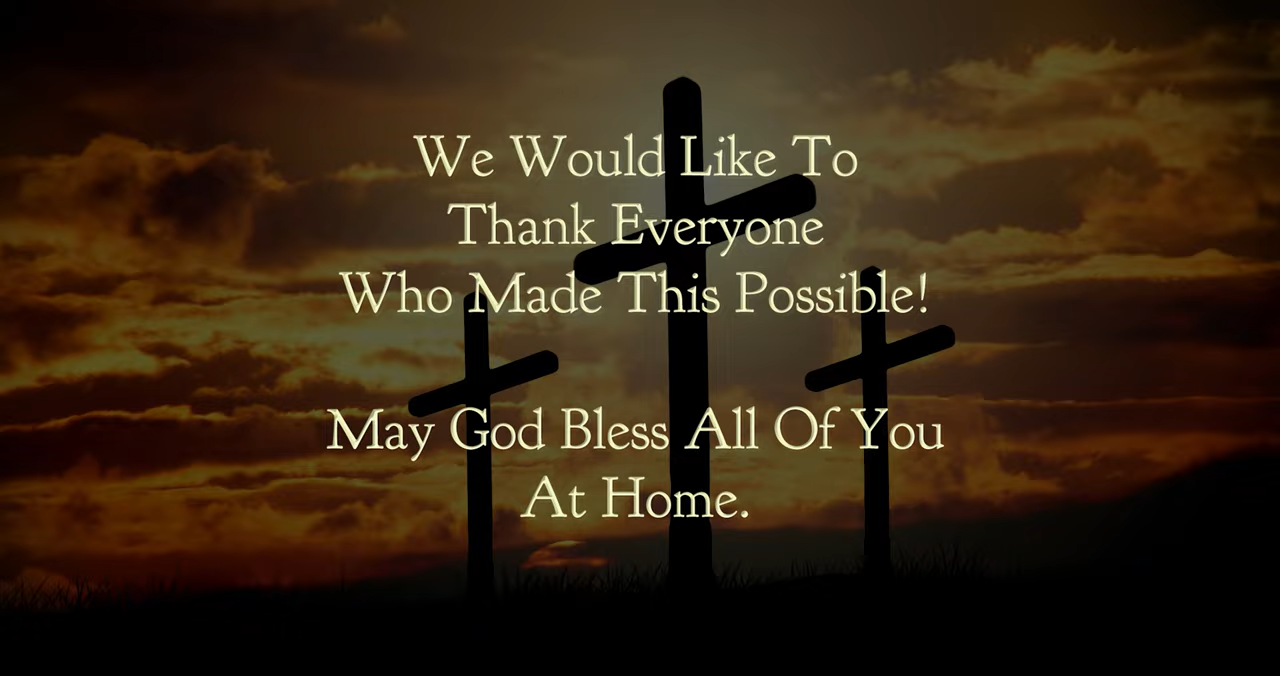 We Would Like To
Thank Everyone
Who Made This Possible!
May God Bless All Of You
At Home.